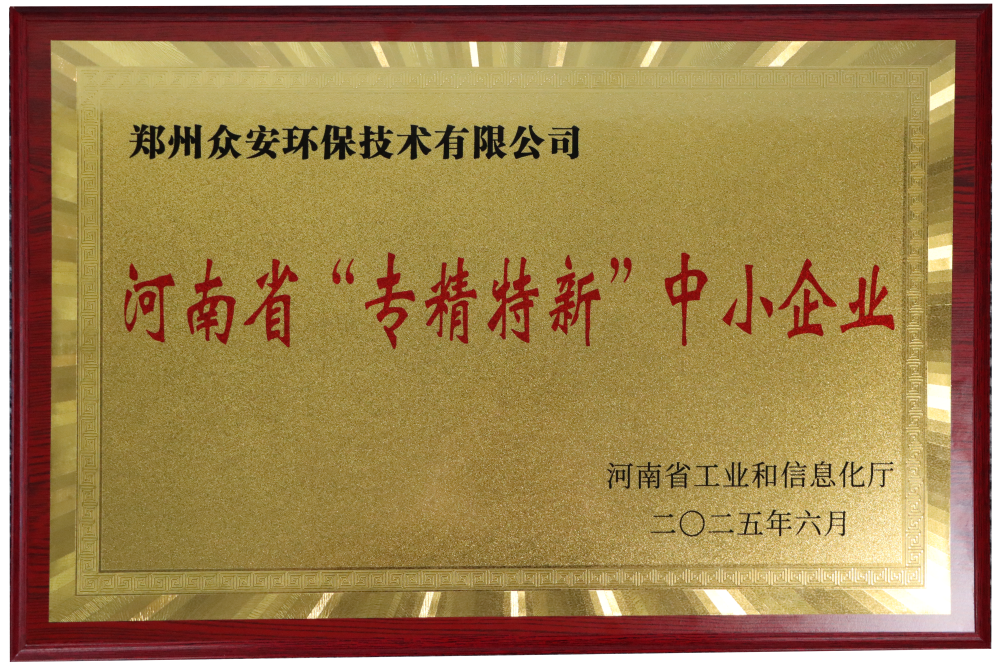 郑州众安环保技术有限公司
河南省“专精特新”中小企业
河南省工业和信息化厅
二〇二五年六月